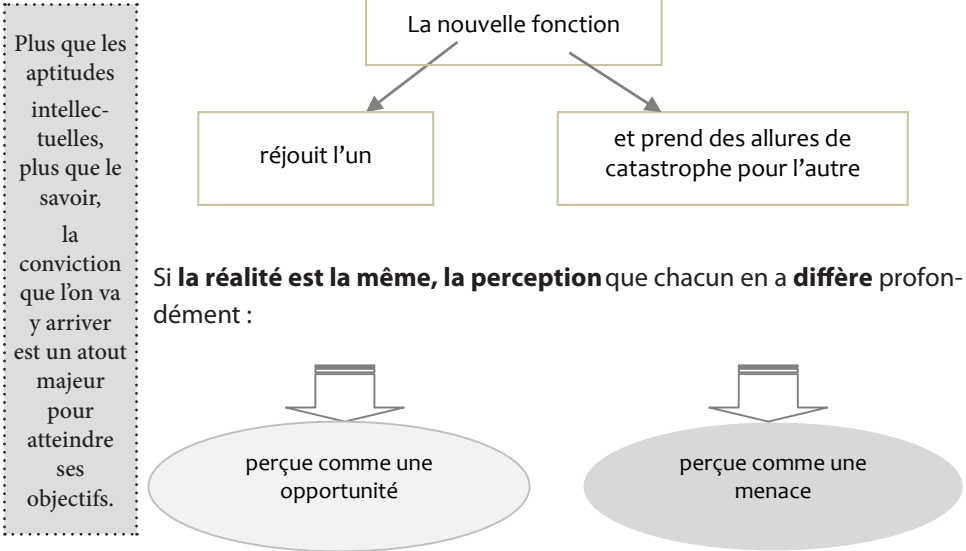 Plus que les
aptitudes
intellec-
tuelles,
plus que le
savoir,
la
conviction
que l’on va
y arriver
est un atout
majeur
pour
atteindre
ses
objectifs.
La nouvelle fonction
réjouit l’un
et prend des allures de
catastrophe pour l’autre
Si la réalité est la même, la perception que chacun en a diffère profon-
dément :
perçue comme une
opportunité
perçue comme une
menace